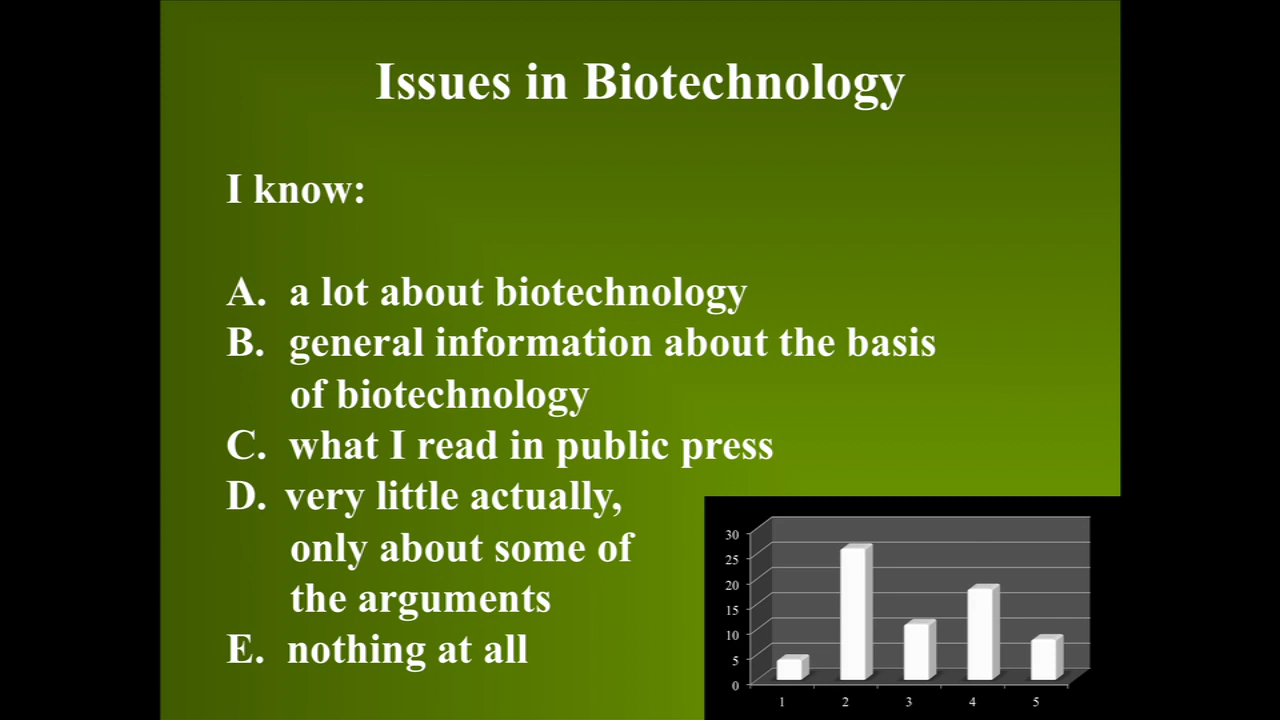 Issues in Biotechnology
I know:
A. a lot about biotechnology
B. general information about the basis
of biotechnology
C. what I read in public press
D. very little actually,
only about some of
the arguments
E. nothing at all
30
25
20
15
10
5
0
1 2 3 4 5